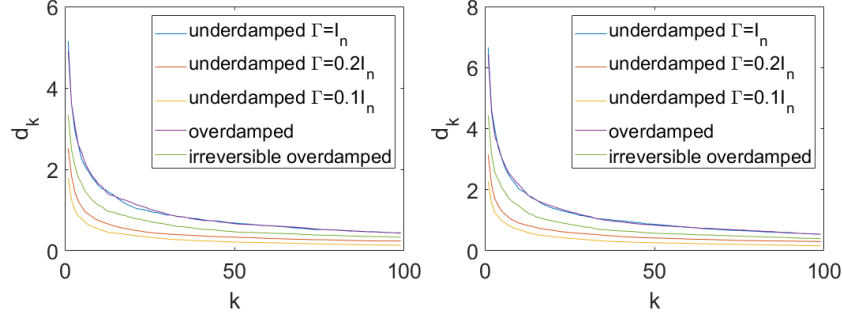 6
4
2
0
d_k
underdamped Γ=I_n
underdamped Γ=0.2I_n
underdamped Γ=0.1I_n
overdamped
irreversible overdamped
0 50 100
k
8
6
4
2
0
d_k
underdamped Γ=I_n
underdamped Γ=0.2I_n
underdamped Γ=0.1I_n
overdamped
irreversible overdamped
0 50 100
k